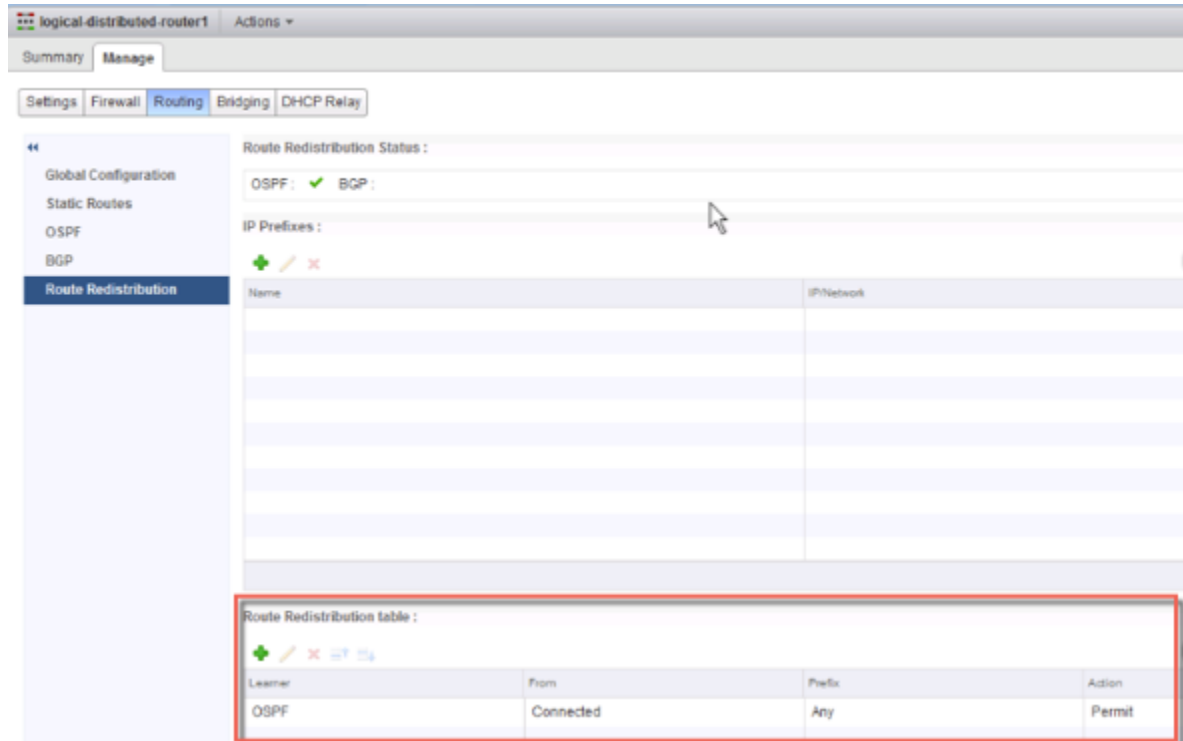 logical-distributed-router1 Actions
Summary Manage
Settings Firewall Routing Bridging DHCP Relay
Global Configuration
Static Routes
OSPF
BGP
Route Redistribution
Route Redistribution Status :
OSPF : BGP :
IP Prefixes :
Name IP/Network
Route Redistribution table :
Learner From Prefix Action
OSPF Connected Any Permit